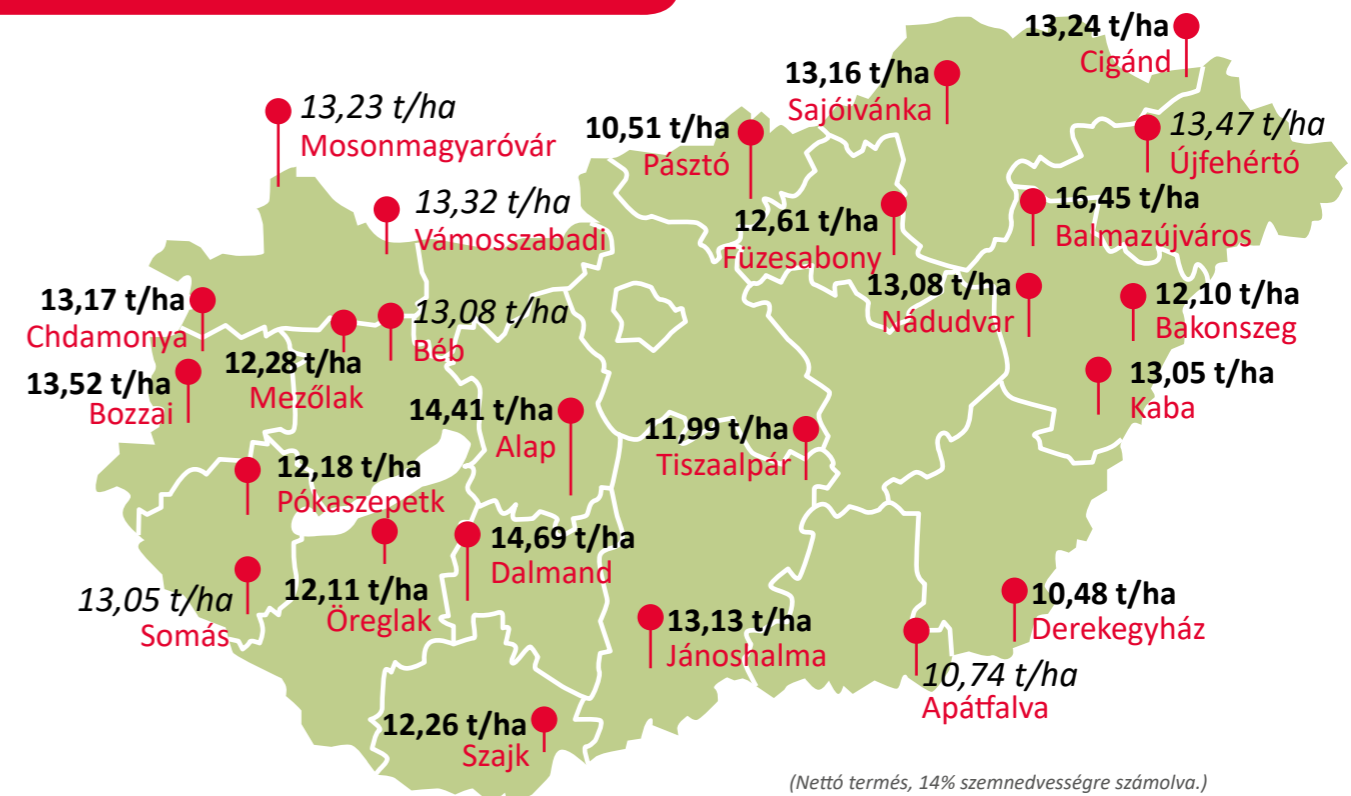 13,24 t/ha
Cigánd
13,16 t/ha
Sajóivánka
13,23 t/ha
Mosonmagyaróvár
10,51 t/ha
Pásztó
13,47 t/ha
Újfehértó
13,32 t/ha
Vámosszabadi
12,61 t/ha
Füzesabony
16,45 t/ha
Balmazújváros
13,17 t/ha
Chdamonya
13,08 t/ha
Béb
13,08 t/ha
Nádudvar
12,10 t/ha
Bakonszeg
12,28 t/ha
Mezőlak
13,52 t/ha
Bozzai
13,05 t/ha
Kaba
14,41 t/ha
Alap
11,99 t/ha
Tiszaalpár
12,18 t/ha
Pókaszepetk
14,69 t/ha
Dalmand
13,05 t/ha
Somás
12,11 t/ha
Öreglak
13,13 t/ha
Jánoshalma
10,48 t/ha
Derekegyház
10,74 t/ha
Apátfalva
12,26 t/ha
Szajk
(Nettó termés, 14% szemnedvességre számolva.)